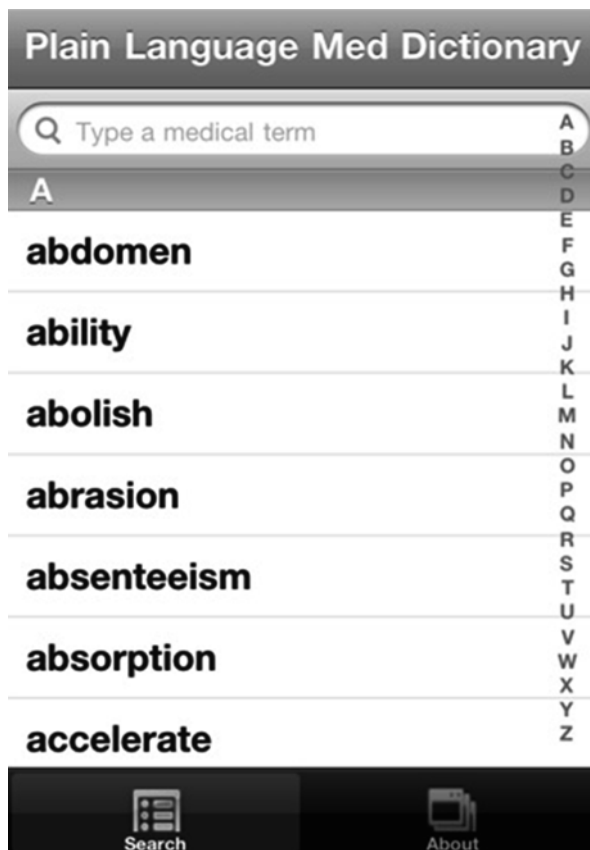 Plain Language Med Dictionary
Type a medical term
A
abdomen
ability
abolish
abrasion
absenteeism
absorption
accelerate
A
B
C
D
E
F
G
H
I
J
K
L
M
N
O
P
Q
R
S
T
U
V
W
X
Y
Z
Search
About